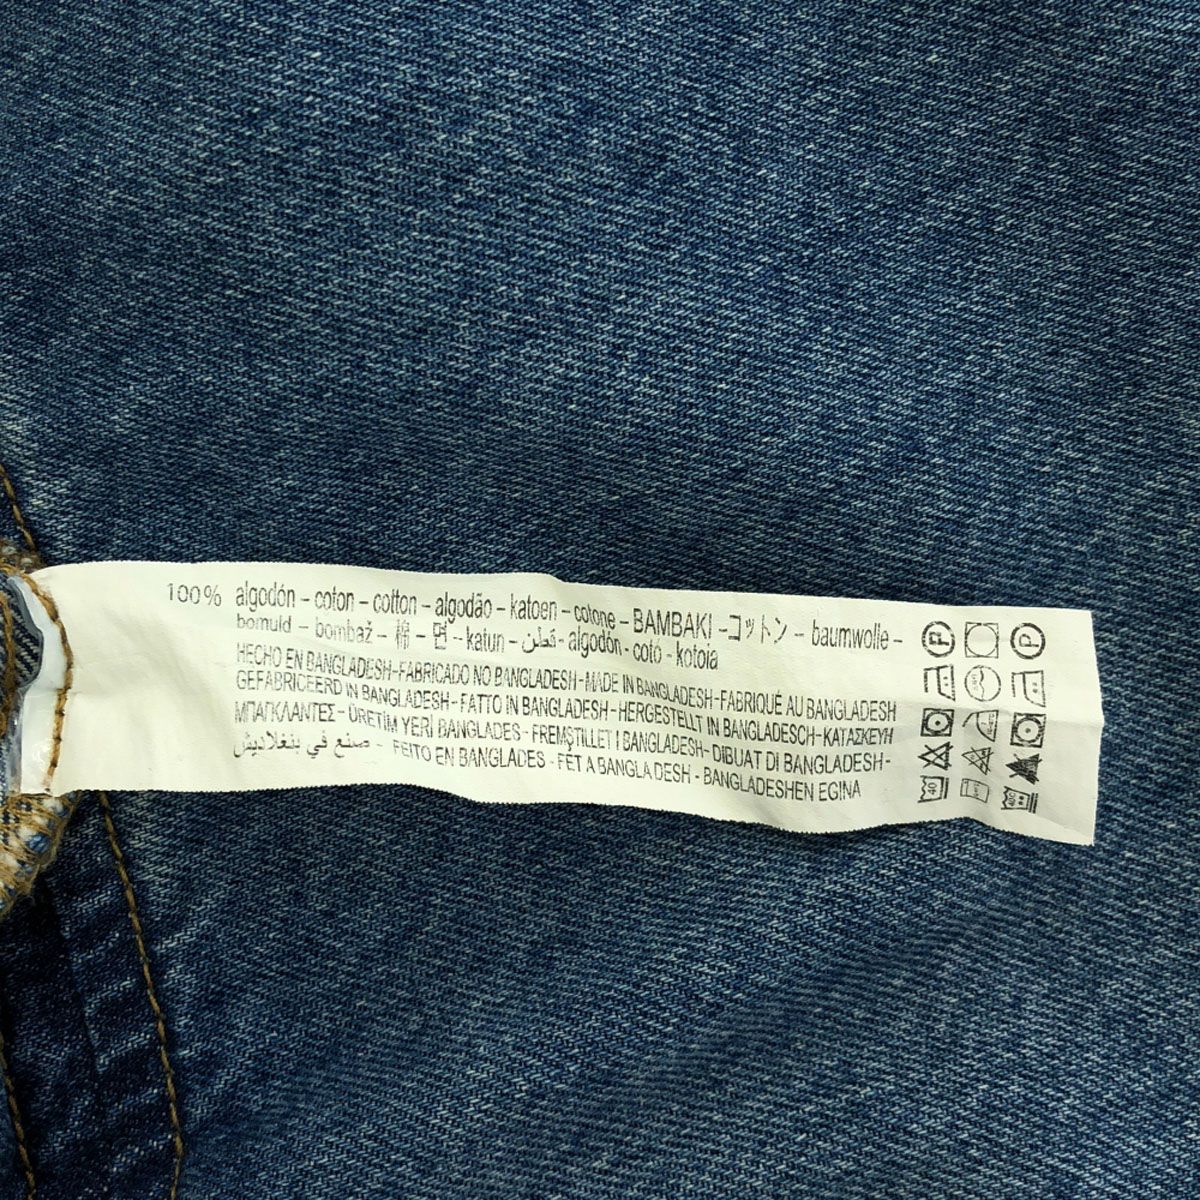 100% algodón - coton - cotton - algodão - katoen - cotone - BAMBAKI - コットン - baumwolle -
bomuld - bombaž - 棉 - 면 - katun - قطن - algodón - coto - kotoia
HECHO EN BANGLADESH - FABRICADO NO BANGLADESH - MADE IN BANGLADESH - FABRIQUÉ AU BANGLADESH
GEFABRICEERD IN BANGLADESH - FATTO IN BANGLADESH - HERGESTELLT IN BANGLADESCH - ΚΑΤΑΣΚΕΥΗ
ΜΠΑΓΚΛΑΝΤΕΣ - ÜRETİM YERİ BANGLADES - FREMSTILLET I BANGLADESH - DIBUAT DI BANGLADESH -
صنع في بنغلاديش - FEITO EN BANGLADES - FET A BANGLA DESH - BANGLADESHEN EGINA
P P
40